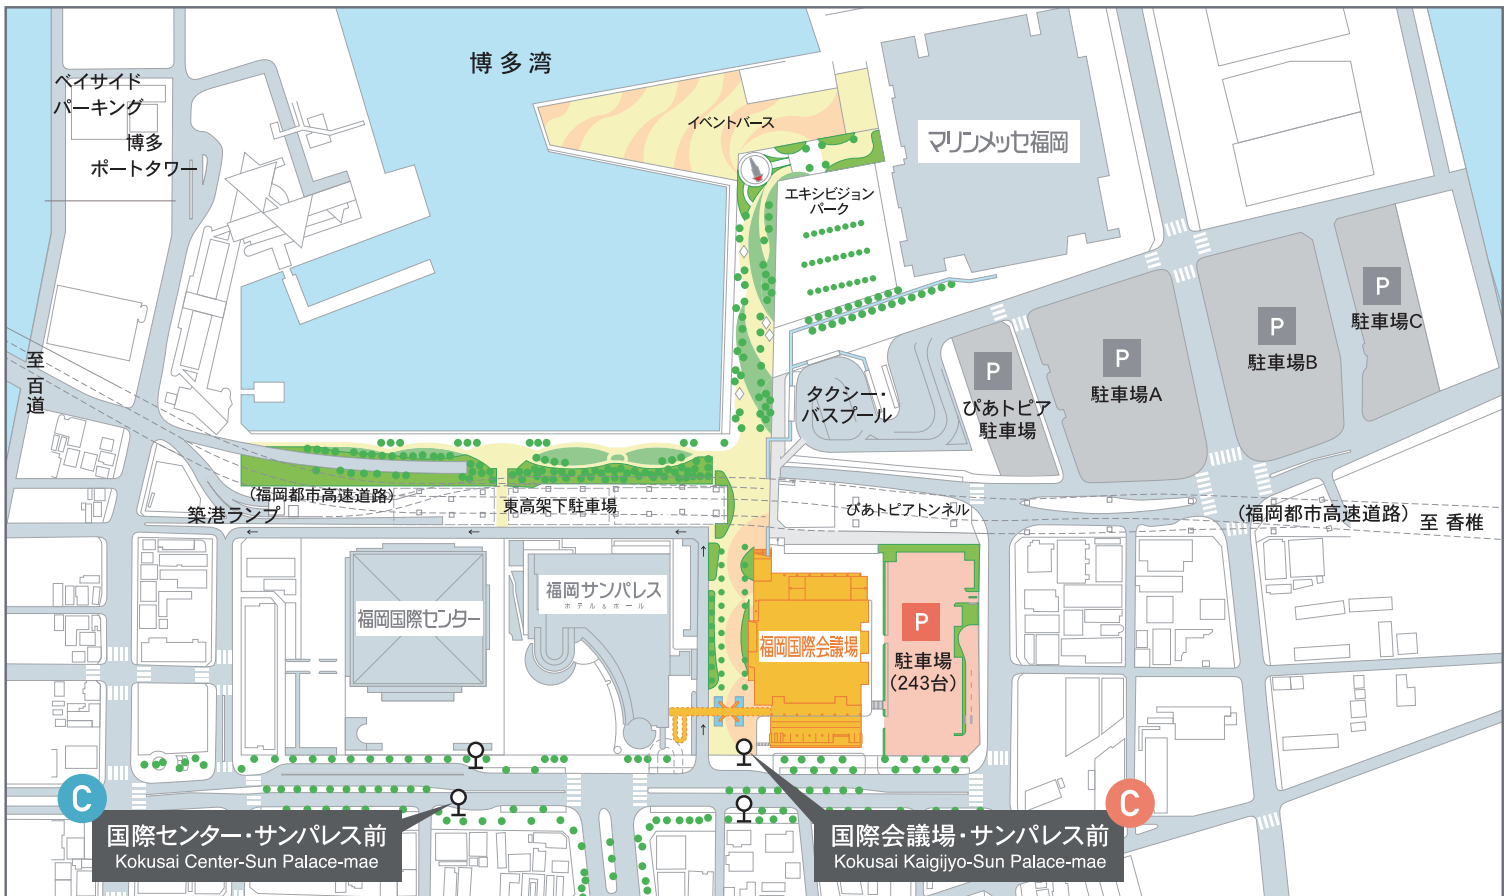 博多湾
ベイサイド
パーキング
博多
ポートタワー
イベントバース
マリンメッセ福岡
エキシビジョン
パーク
P
駐車場C
P
駐車場B
P
駐車場A
P
ぴあトピア
駐車場
タクシー・
バスプール
至 百道
(福岡都市高速道路)
築港ランプ
東高架下駐車場
ぴあトピアトンネル
(福岡都市高速道路) 至 香椎
福岡国際センター
福岡サンパレス
ホテル&ホール
福岡国際会議場
P
駐車場
(243台)
C
国際センター・サンパレス前
Kokusai Center-Sun Palace-mae
C
国際会議場・サンパレス前
Kokusai Kaigijyo-Sun Palace-mae